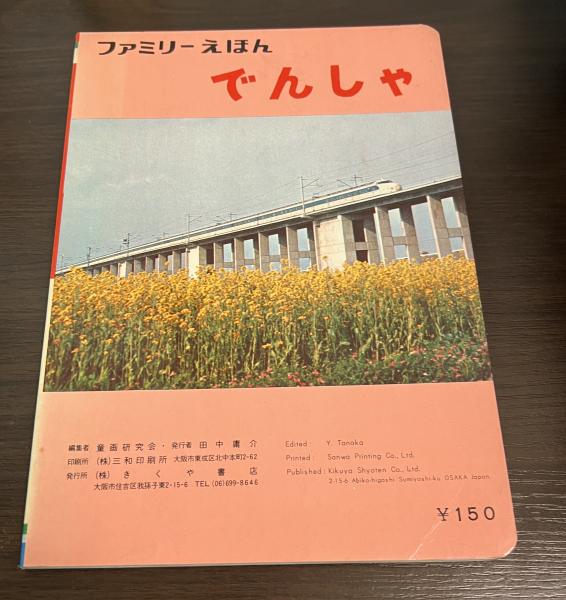 ファミリーえほん
でんしゃ
編集者 童画研究会・発行者 田中庸介
印刷所 (株)三和印刷所 大阪市東成区北中本町2-62
発行所 (株)きくや書店
大阪市住吉区我孫子東2-15-6 TEL (06)699-8646
Edited: Y. Tanaka
Printed: Sanwa Printing Co., Ltd.
Published: Kikuya Shyoten Co., Ltd.
2-15-6 Abiko-higashi Sumiyoshi-ku OSAKA Japan.
¥150